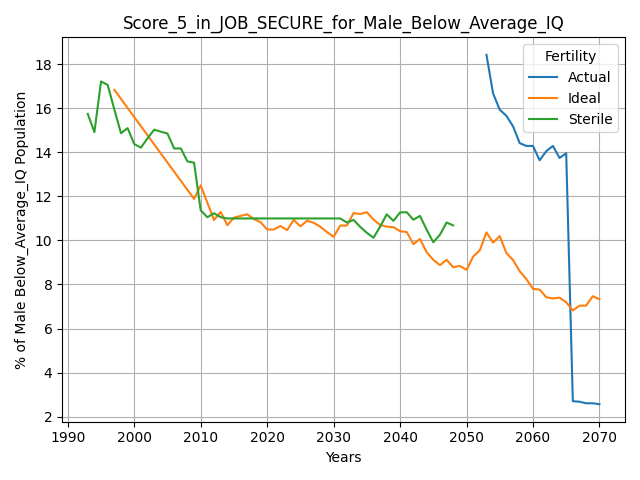 Score_5_in_JOB_SECURE_for_Male_Below_Average_IQ
% of Male Below_Average_IQ Population
18
16
14
12
10
8
6
4
2
Fertility
Actual
Ideal
Sterile
1990 2000 2010 2020 2030 2040 2050 2060 2070
Years